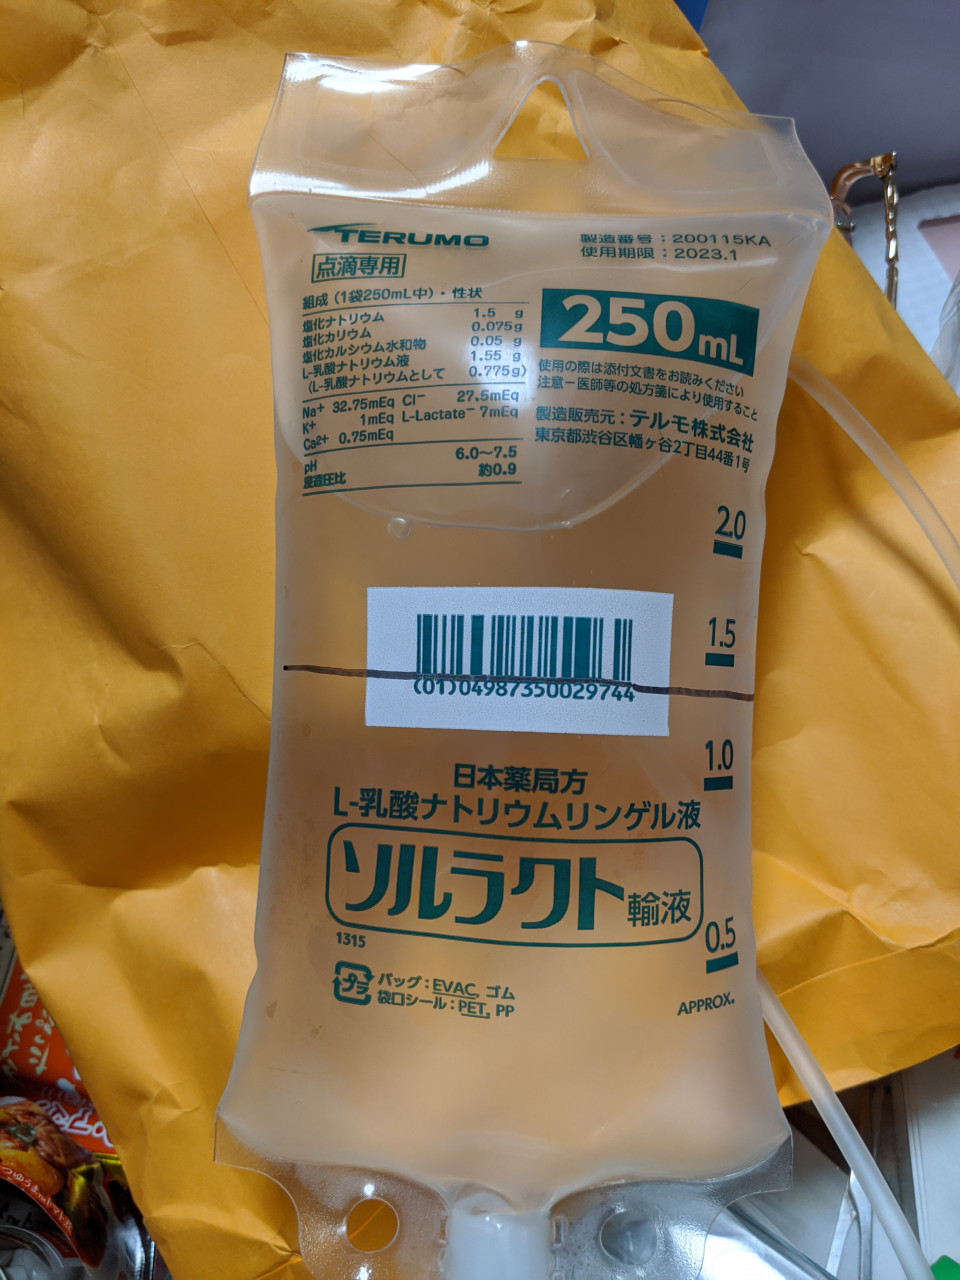 TERUMO
点滴専用
製造番号：200115KA
使用期限：2023.1
組成（1袋250mL中）・性状
塩化ナトリウム 1.5 g
塩化カリウム 0.075g
塩化カルシウム水和物 0.05 g
L-乳酸ナトリウム液 1.55 g
（L-乳酸ナトリウムとして 0.775g）
Na⁺ 32.75mEq Cl⁻ 27.5mEq
K⁺ 1mEq L-Lactate⁻ 7mEq
Ca²⁺ 0.75mEq
pH 6.0～7.5
浸透圧比 約0.9
250mL
使用の際は添付文書をお読みください
注意－医師等の処方箋により使用すること
製造販売元：テルモ株式会社
東京都渋谷区幡ヶ谷2丁目44番1号
2.0
1.5
(01)04987350029744
1.0
日本薬局方
L-乳酸ナトリウムリンゲル液
ソルラクト輸液
0.5
1315
プラ
バッグ：EVAC, ゴム
袋口シール：PET, PP
APPROX.